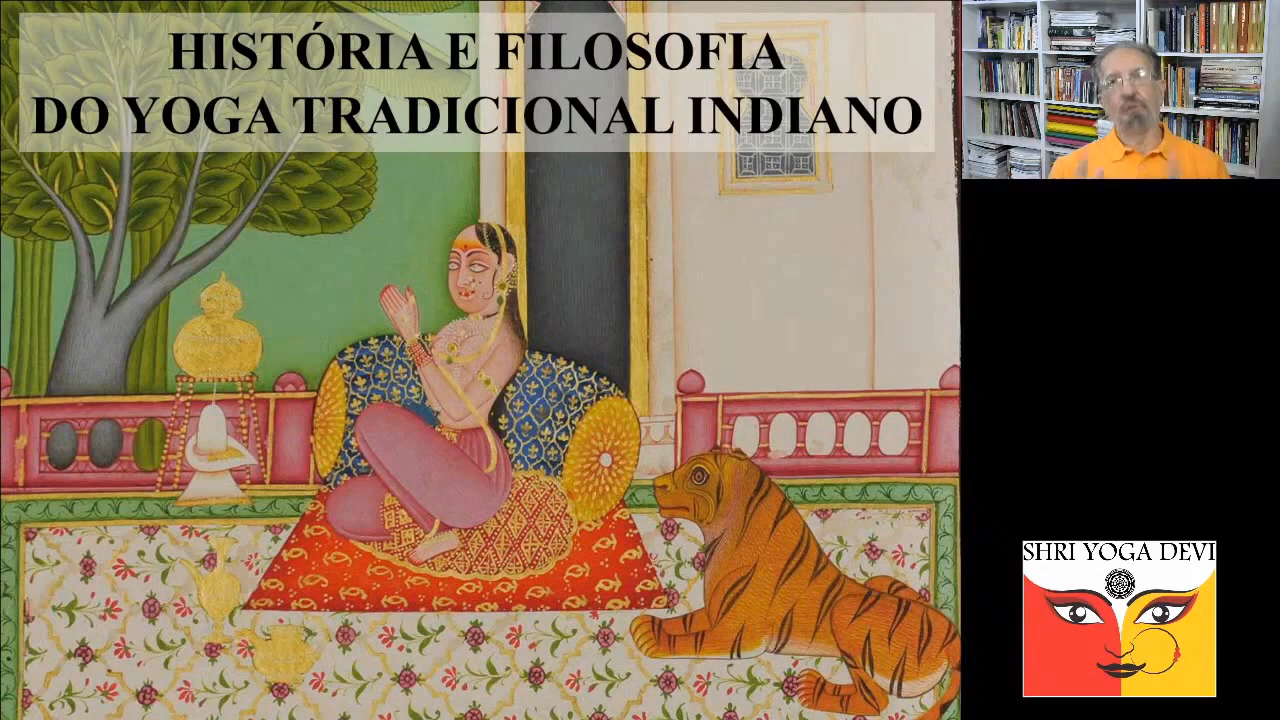 HISTÓRIA E FILOSOFIA
DO YOGA TRADICIONAL INDIANO
SHRI YOGA DEVI